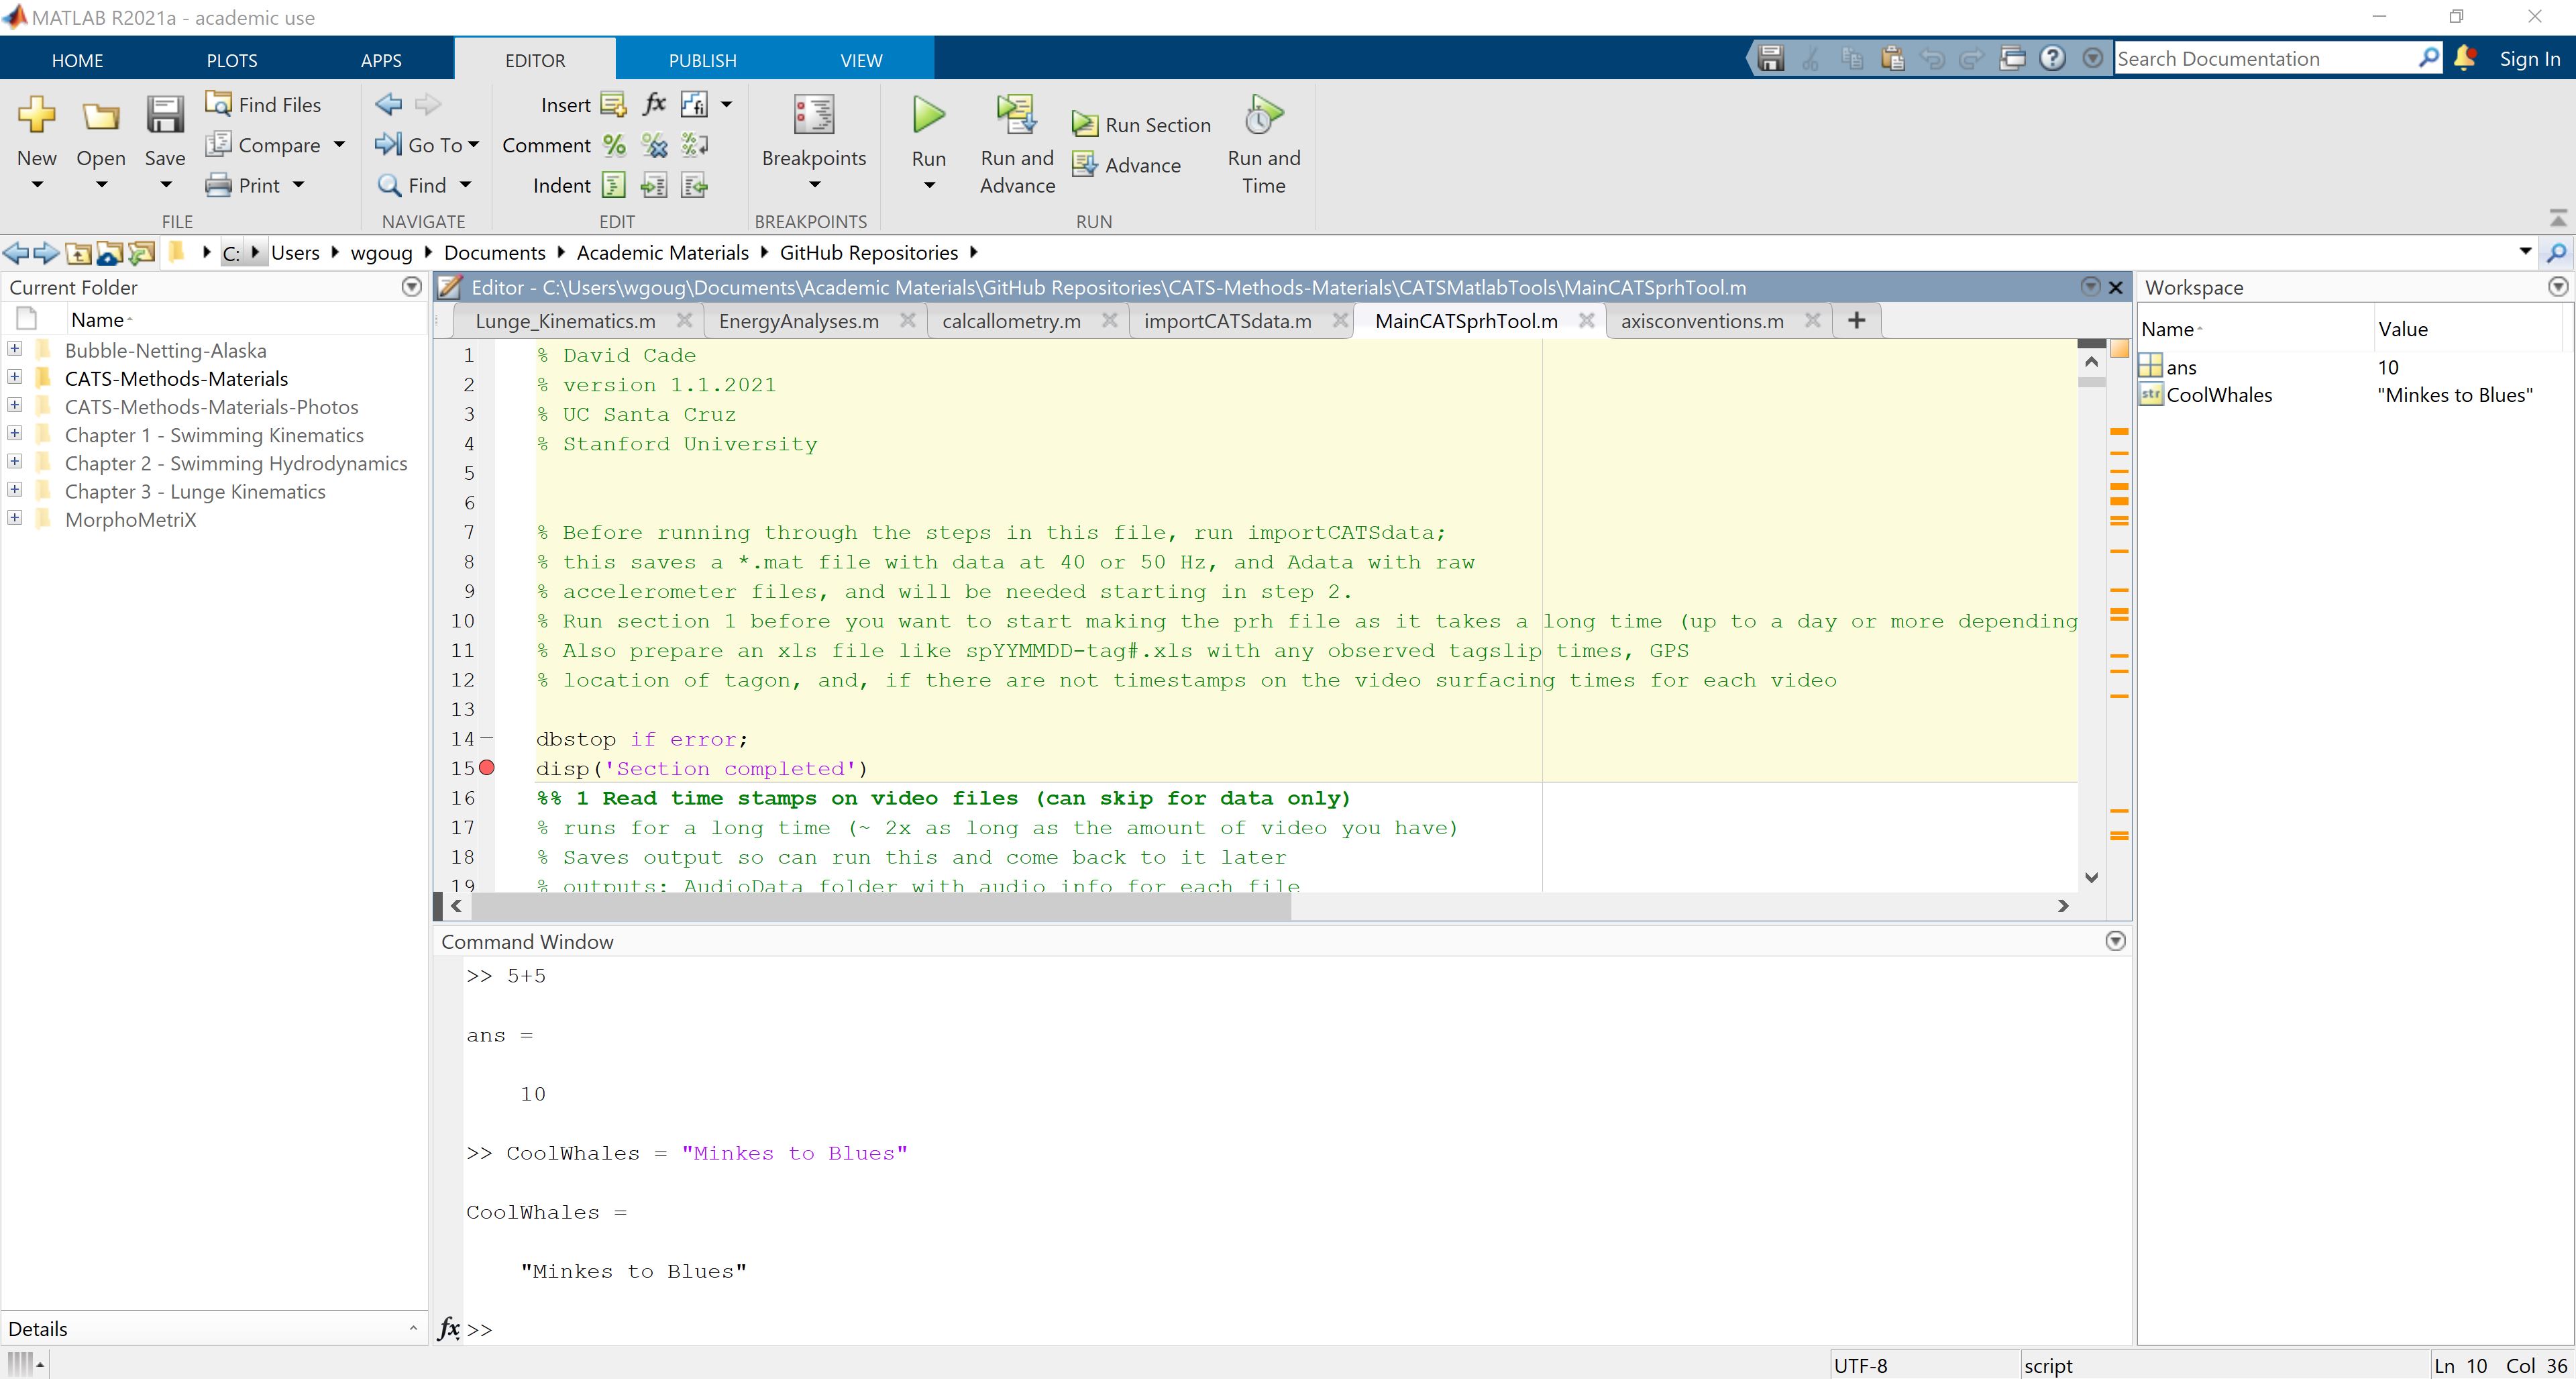 MATLAB R2021a - academic use
HOME PLOTS APPS EDITOR PUBLISH VIEW Search Documentation Sign In
New Open Save Find Files Compare Print
FILE
Go To Find
NAVIGATE
Insert fx fi
Comment % % %
Indent
EDIT
Breakpoints
BREAKPOINTS
Run Run and Advance Run Section Advance Run and Time
RUN
C: Users wgoug Documents Academic Materials GitHub Repositories
Current Folder
Name
Bubble-Netting-Alaska
CATS-Methods-Materials
CATS-Methods-Materials-Photos
Chapter 1 - Swimming Kinematics
Chapter 2 - Swimming Hydrodynamics
Chapter 3 - Lunge Kinematics
MorphoMetriX
Details
Editor - C:\Users\wgoug\Documents\Academic Materials\GitHub Repositories\CATS-Methods-Materials\CATSMatlabTools\MainCATSprhTool.m
Lunge_Kinematics.m EnergyAnalyses.m calcallometry.m importCATSdata.m MainCATSprhTool.m axisconventions.m +
1 % David Cade
2 % version 1.1.2021
3 % UC Santa Cruz
4 % Stanford University
5
6
7 % Before running through the steps in this file, run importCATSdata;
8 % this saves a *.mat file with data at 40 or 50 Hz, and Adata with raw
9 % accelerometer files, and will be needed starting in step 2.
10 % Run section 1 before you want to start making the prh file as it takes a long time (up to a day or more depending
11 % Also prepare an xls file like spYYMMDD-tag#.xls with any observed tagslip times, GPS
12 % location of tagon, and, if there are not timestamps on the video surfacing times for each video
13
14 dbstop if error;
15 disp('Section completed')
16 %% 1 Read time stamps on video files (can skip for data only)
17 % runs for a long time (~ 2x as long as the amount of video you have)
18 % Saves output so can run this and come back to it later
19 % outputs: AudioData folder with audio info for each file
Command Window
>> 5+5
ans =
10
>> CoolWhales = "Minkes to Blues"
CoolWhales =
"Minkes to Blues"
fx >>
Workspace
Name Value
ans 10
str CoolWhales "Minkes to Blues"
UTF-8 script Ln 10 Col 36